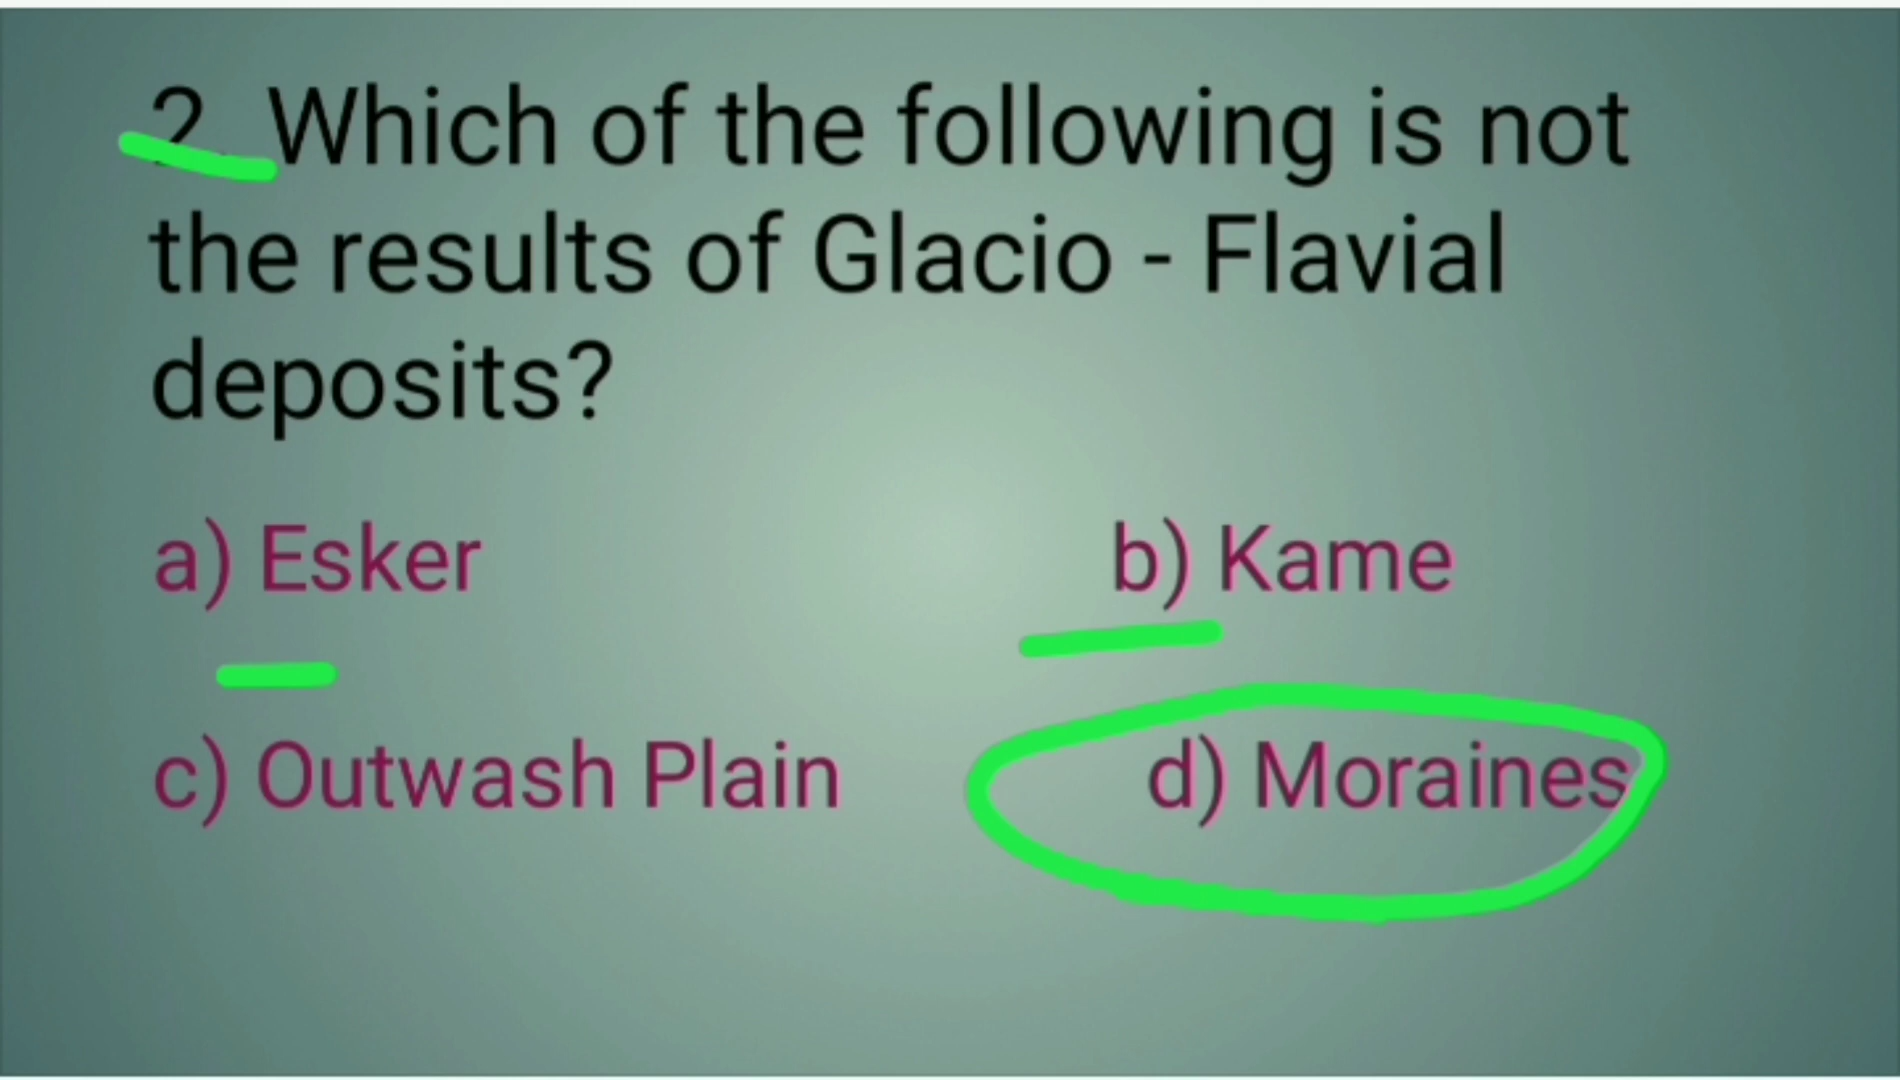 2. Which of the following is not
the results of Glacio - Flavial
deposits?
a) Esker b) Kame
c) Outwash Plain d) Moraines